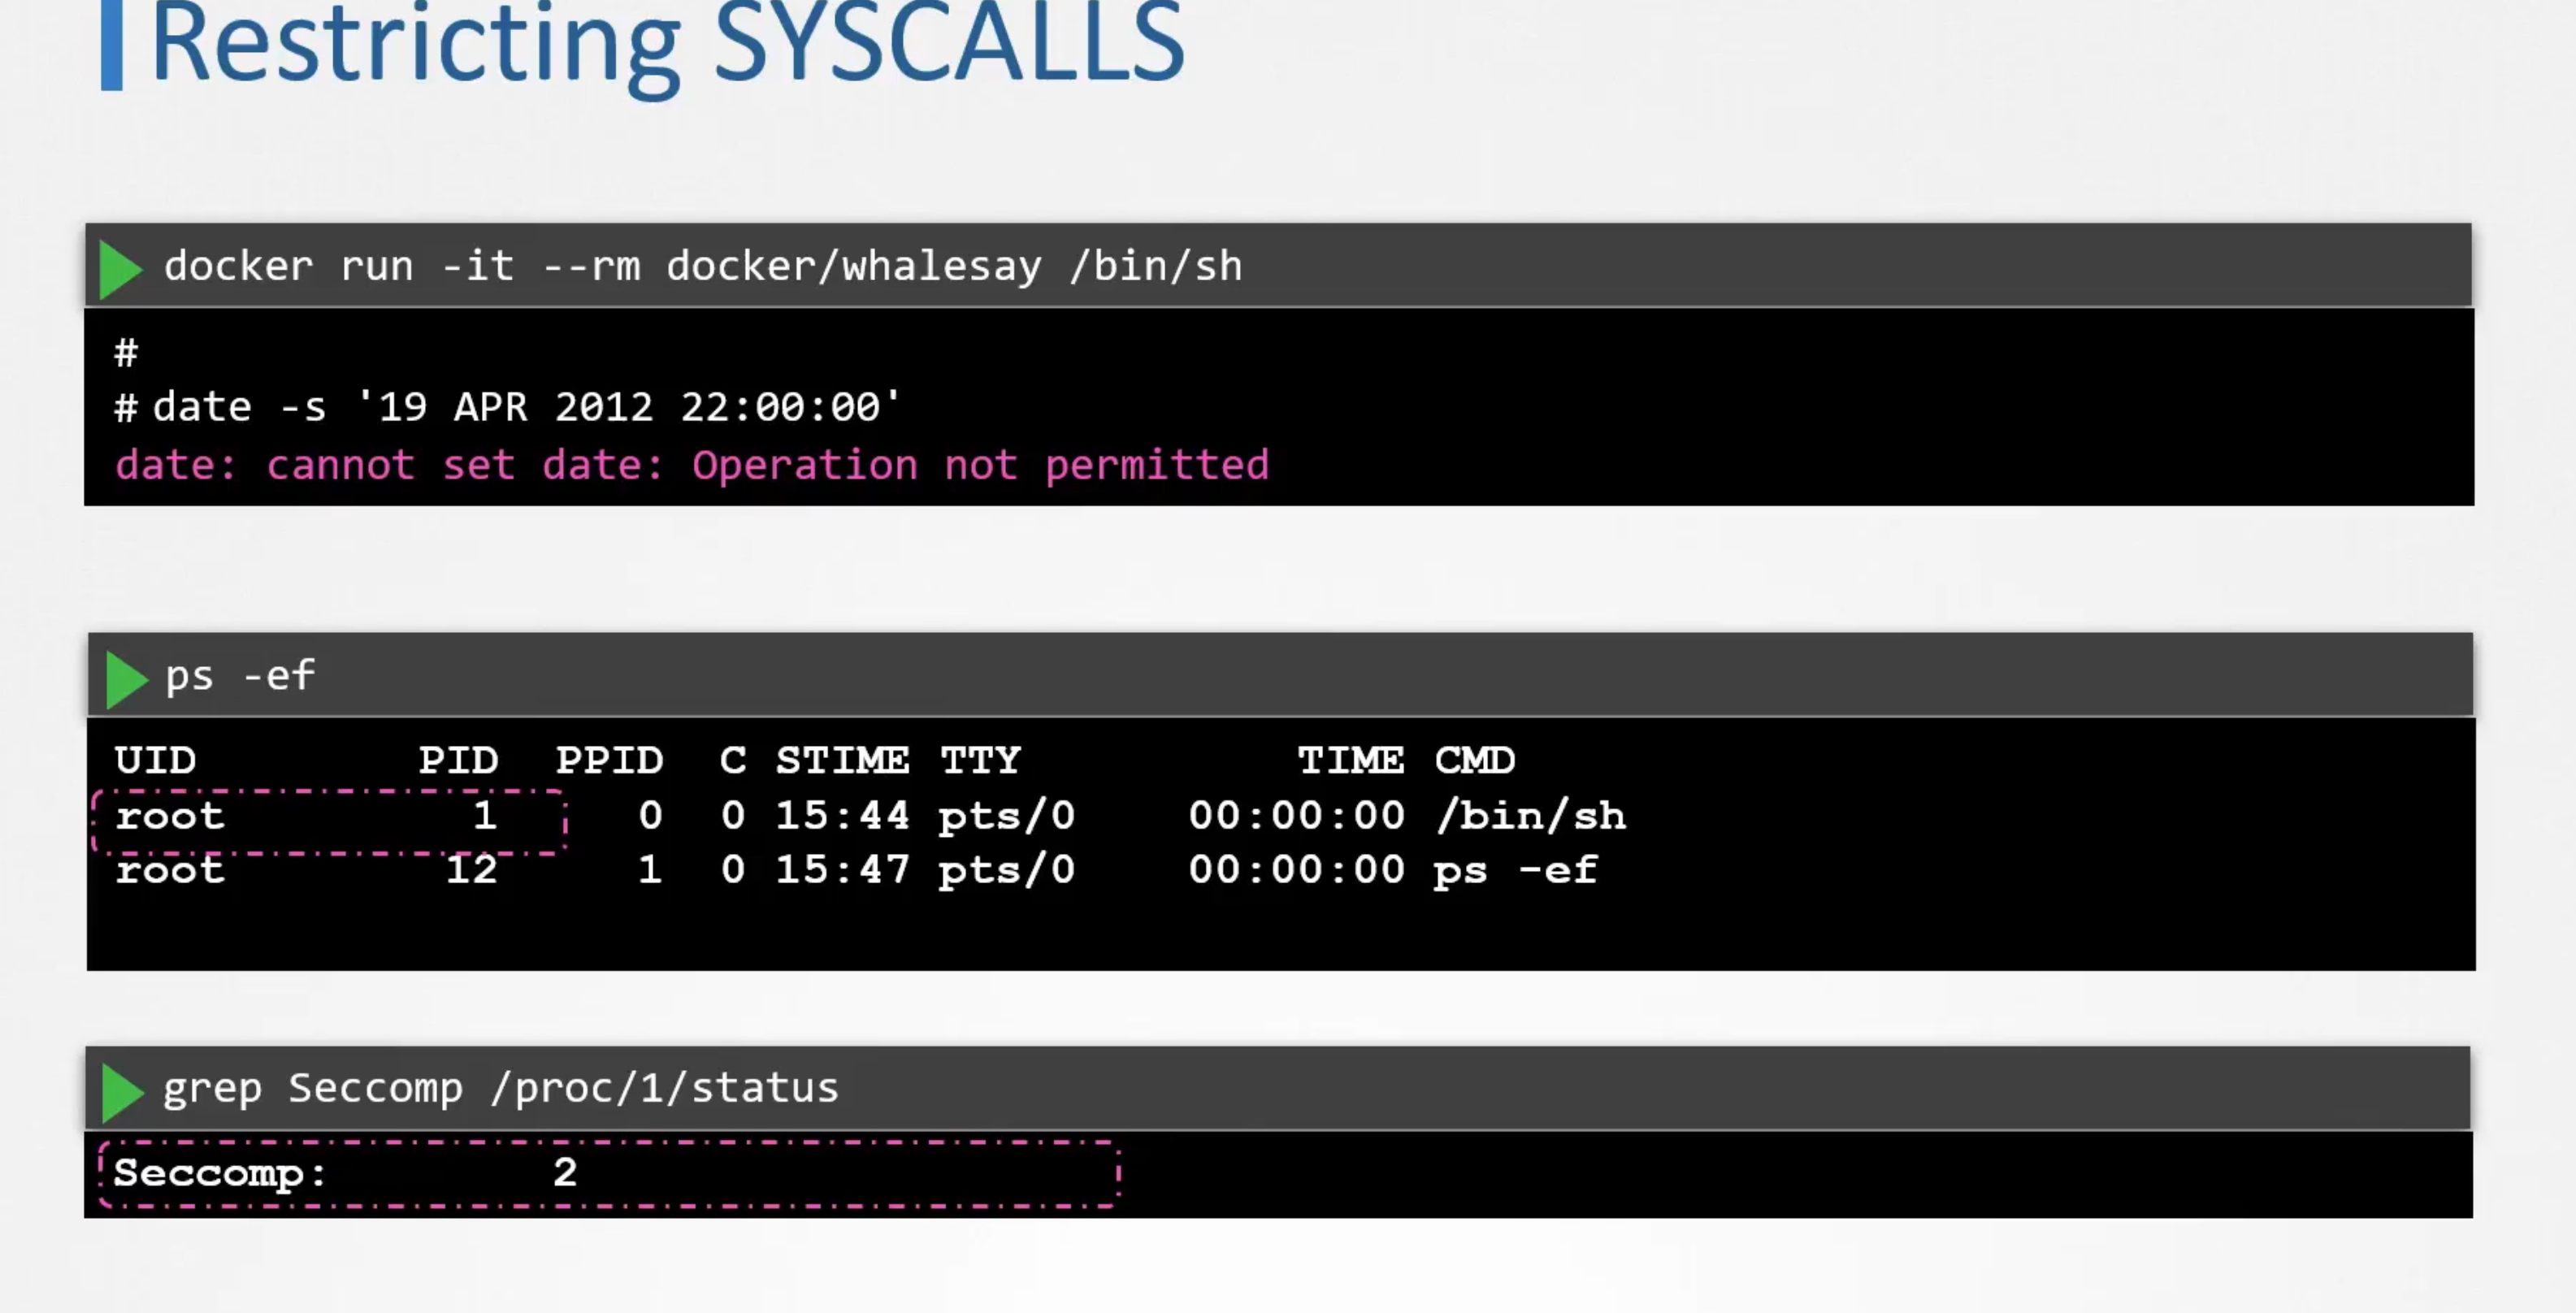 Restricting SYSCALLS
docker run -it --rm docker/whalesay /bin/sh
#
# date -s '19 APR 2012 22:00:00'
date: cannot set date: Operation not permitted
ps -ef
UID PID PPID C STIME TTY TIME CMD
root 1 0 0 15:44 pts/0 00:00:00 /bin/sh
root 12 1 0 15:47 pts/0 00:00:00 ps -ef
grep Seccomp /proc/1/status
Seccomp: 2